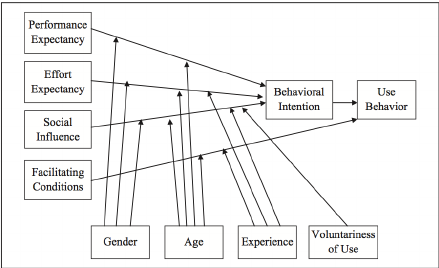 Performance
Expectancy
Effort
Expectancy
Social
Influence
Facilitating
Conditions
Behavioral
Intention
Use
Behavior
Gender
Age
Experience
Voluntariness
of Use